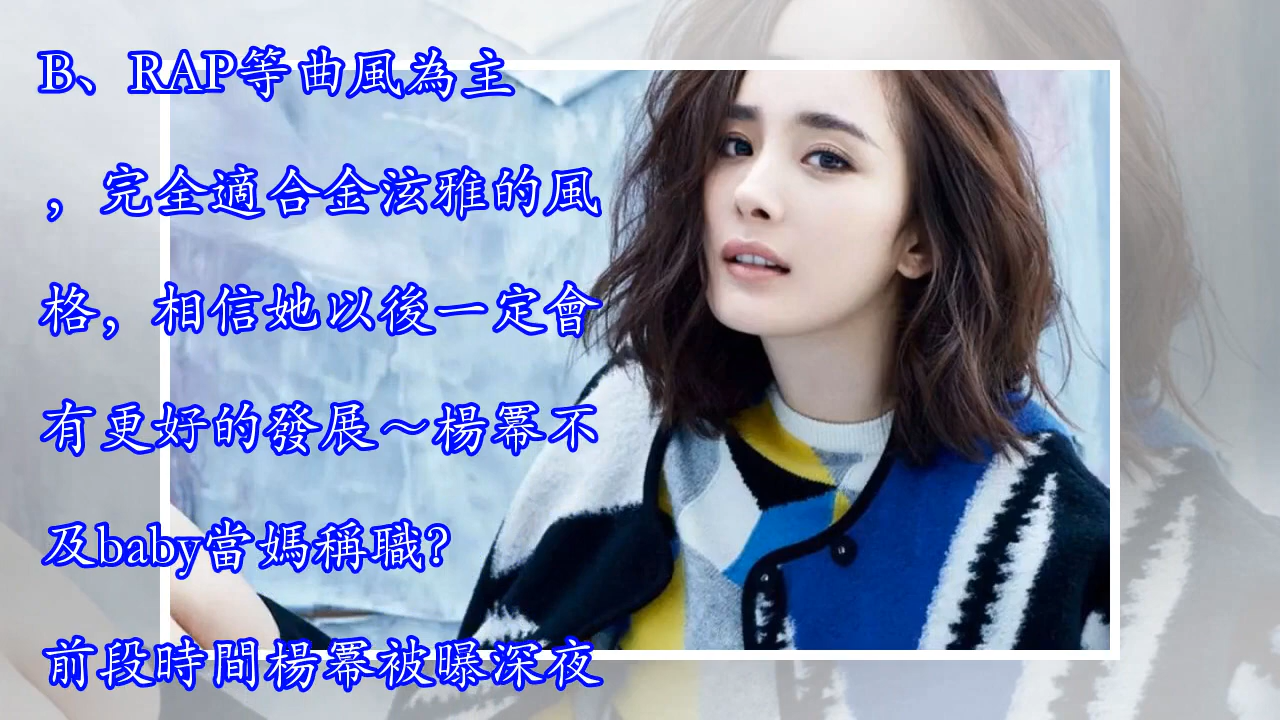 B、RAP等曲風為主
，完全適合金泫雅的風
格，相信她以後一定會
有更好的發展～楊冪不
及baby當媽稱職？
前段時間楊冪被曝深夜